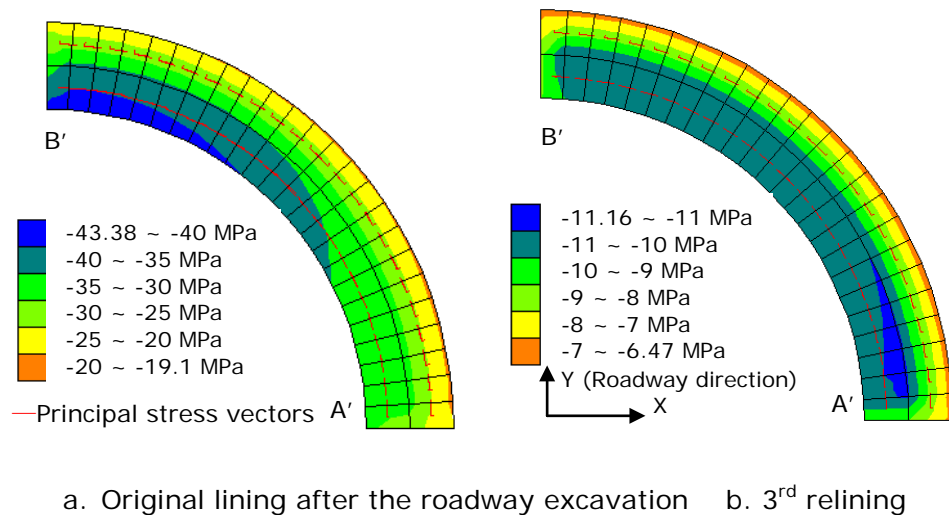 B′
-43.38 ~ -40 MPa
-40 ~ -35 MPa
-35 ~ -30 MPa
-30 ~ -25 MPa
-25 ~ -20 MPa
-20 ~ -19.1 MPa
Principal stress vectors
A′
B′
-11.16 ~ -11 MPa
-11 ~ -10 MPa
-10 ~ -9 MPa
-9 ~ -8 MPa
-8 ~ -7 MPa
-7 ~ -6.47 MPa
Y (Roadway direction)
X
A′
a. Original lining after the roadway excavation
b. 3rd relining